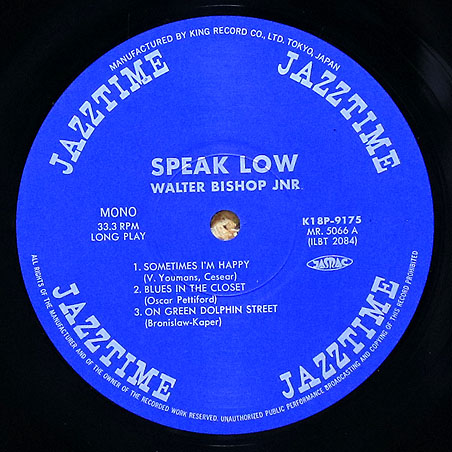 MANUFACTURED BY KING RECORD CO., LTD. TOKYO, JAPAN
JAZZTIME
JAZZTIME
SPEAK LOW
WALTER BISHOP JNR.
MONO
33.3 RPM
LONG PLAY
K18P-9175
MR. 5066 A
(ILBT 2084)
JASRAC
1. SOMETIMES I'M HAPPY
(V. Youmans, Cesear)
2. BLUES IN THE CLOSET
(Oscar Pettiford)
3. ON GREEN DOLPHIN STREET
(Bronislaw-Kaper)
JAZZTIME
JAZZTIME
ALL RIGHTS OF THE MANUFACTURER AND OF THE OWNER OF THE RECORDED WORK RESERVED. UNAUTHORIZED PUBLIC PERFORMANCE BROADCASTING AND COPYING OF THIS RECORD PROHIBITED